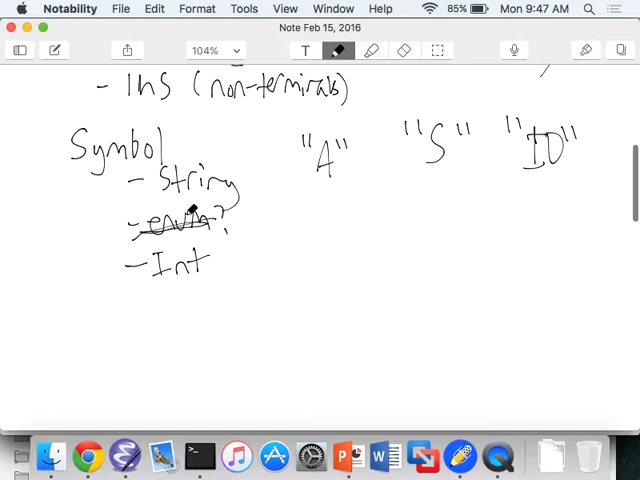 Notability File Edit Format Tools View Window Help 85% Mon 9:47 AM
Note Feb 15, 2016
104% T
- lhS (non-terminals)
Symbol "A" "S" "ID"
- String
- enum?
- Int